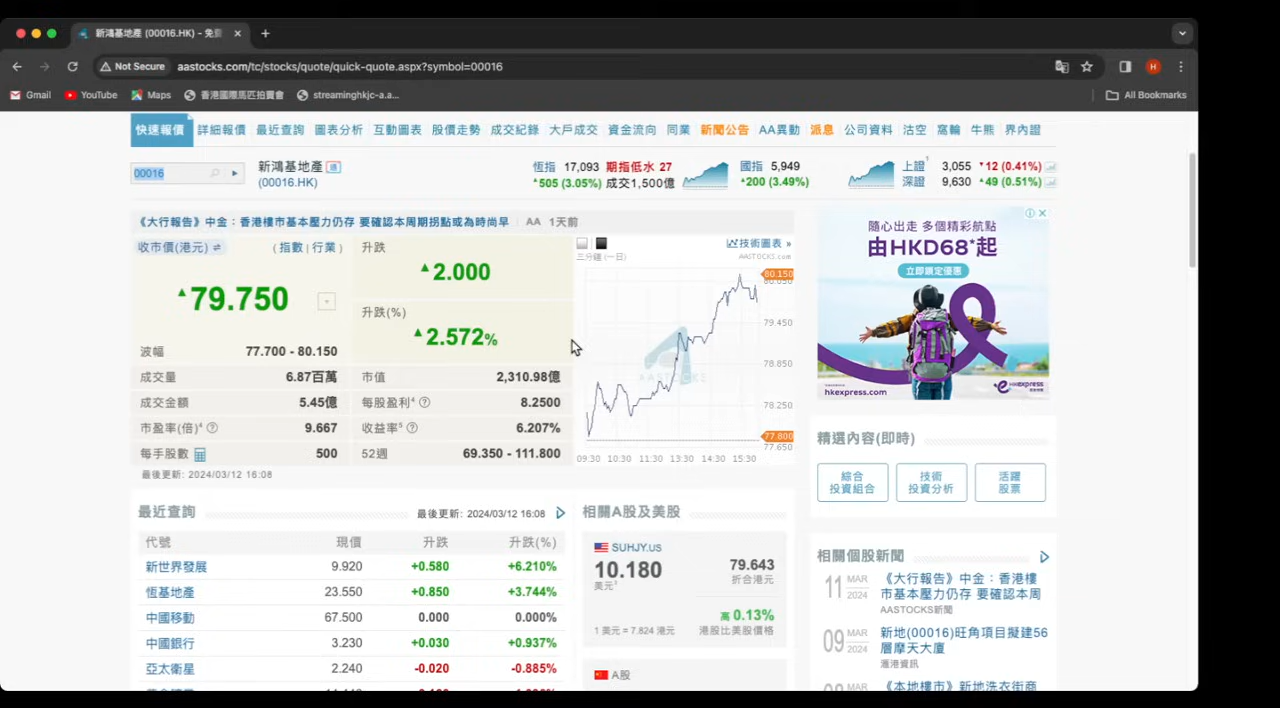 新鴻基地產 (00016.HK) - 免
Not Secure aastocks.com/tc/stocks/quote/quick-quote.aspx?symbol=00016
H
Gmail YouTube Maps 香港國際馬匹拍賣會 streaminghkjc-a.a... All Bookmarks
快速報價 詳細報價 最近查詢 圖表分析 互動圖表 股價走勢 成交紀錄 大戶成交 資金流向 同業 新聞公告 AA異動 派息 公司資料 沽空 窩輪 牛熊 界內證
00016 新鴻基地產
(00016.HK)
恆指 17,093 期指低水 27
505 (3.05%) 成交1,500億
國指 5,949
200 (3.49%)
上證 3,055 12 (0.41%)
深證 9,630 49 (0.51%)
《大行報告》中金：香港樓市基本壓力仍存 要確認本周期拐點或為時尚早 AA 1天前
收市價(港元) (指數|行業)
79.750
升跌
2.000
升跌(%)
2.572%
波幅 77.700 - 80.150
成交量 6.87百萬
市值 2,310.98億
成交金額 5.45億
每股盈利4 8.2500
市盈率(倍)4 9.667
收益率5 6.207%
每手股數 500
52週 69.350 - 111.800
最後更新: 2024/03/12 16:08
技術圖表 »
三分鐘 (一日) AASTOCKS.com
80.150
80.050
79.450
78.850
78.250
77.800
77.650
AASTOCKS
09:30 10:30 11:30 13:30 14:30 15:30
隨心出走 多個精彩航點
由HKD68*起
立即鎖定優惠
hkexpress.com
HKexpress
精選內容(即時)
綜合
投資組合
技術
投資分析
活躍
股票
最近查詢 最後更新: 2024/03/12 16:08
代號 現價 升跌 升跌(%)
新世界發展 9.920 +0.580 +6.210%
恆基地產 23.550 +0.850 +3.744%
中國移動 67.500 0.000 0.000%
中國銀行 3.230 +0.030 +0.937%
亞太衛星 2.240 -0.020 -0.885%
相關A股及美股
SUHJY.US
10.180
美元
79.643
折合港元
高 0.13%
1 美元 = 7.824 港元 港股比美股價格
A股
相關個股新聞
11 MAR 2024
《大行報告》中金：香港樓
市基本壓力仍存 要確認本周
AASTOCKS新聞
09 MAR 2024
新地(00016)旺角項目擬建56
層摩天大廈
滙港資訊
《本地樓市》新地洗衣街商